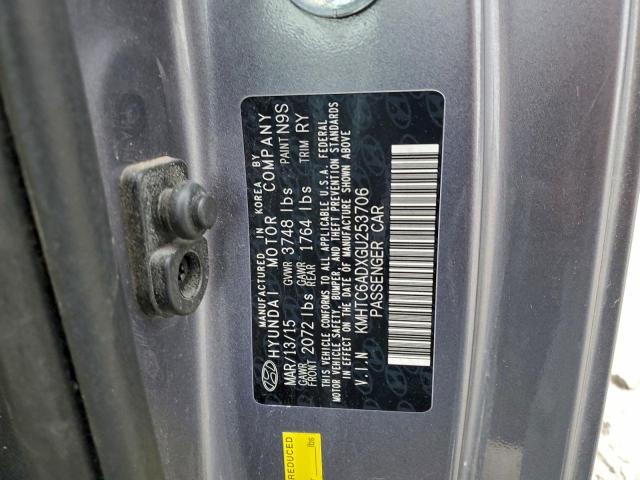 MANUFACTURED IN KOREA BY
HYUNDAI MOTOR COMPANY
MAR/13/15 GVWR 3748 lbs PAINT N9S
GAWR FRONT 2072 lbs GAWR REAR 1764 lbs TRIM RY
THIS VEHICLE CONFORMS TO ALL APPLICABLE U.S.A. FEDERAL
MOTOR VEHICLE SAFETY, BUMPER, AND THEFT PREVENTION STANDARDS
IN EFFECT ON THE DATE OF MANUFACTURE SHOWN ABOVE
V.I.N KMHTC6ADXGU253706
PASSENGER CAR
REDUCED
lbs